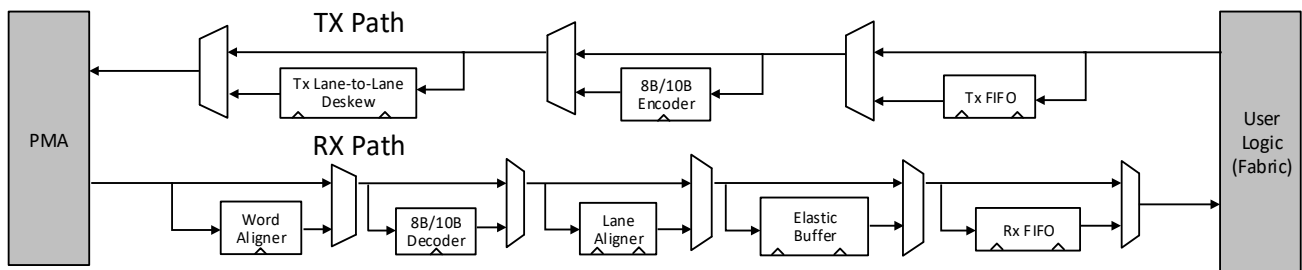 TX Path
Tx Lane-to-Lane
Deskew
8B/10B
Encoder
Tx FIFO
PMA
User
Logic
(Fabric)
RX Path
Word
Aligner
8B/10B
Decoder
Lane
Aligner
Elastic
Buffer
Rx FIFO